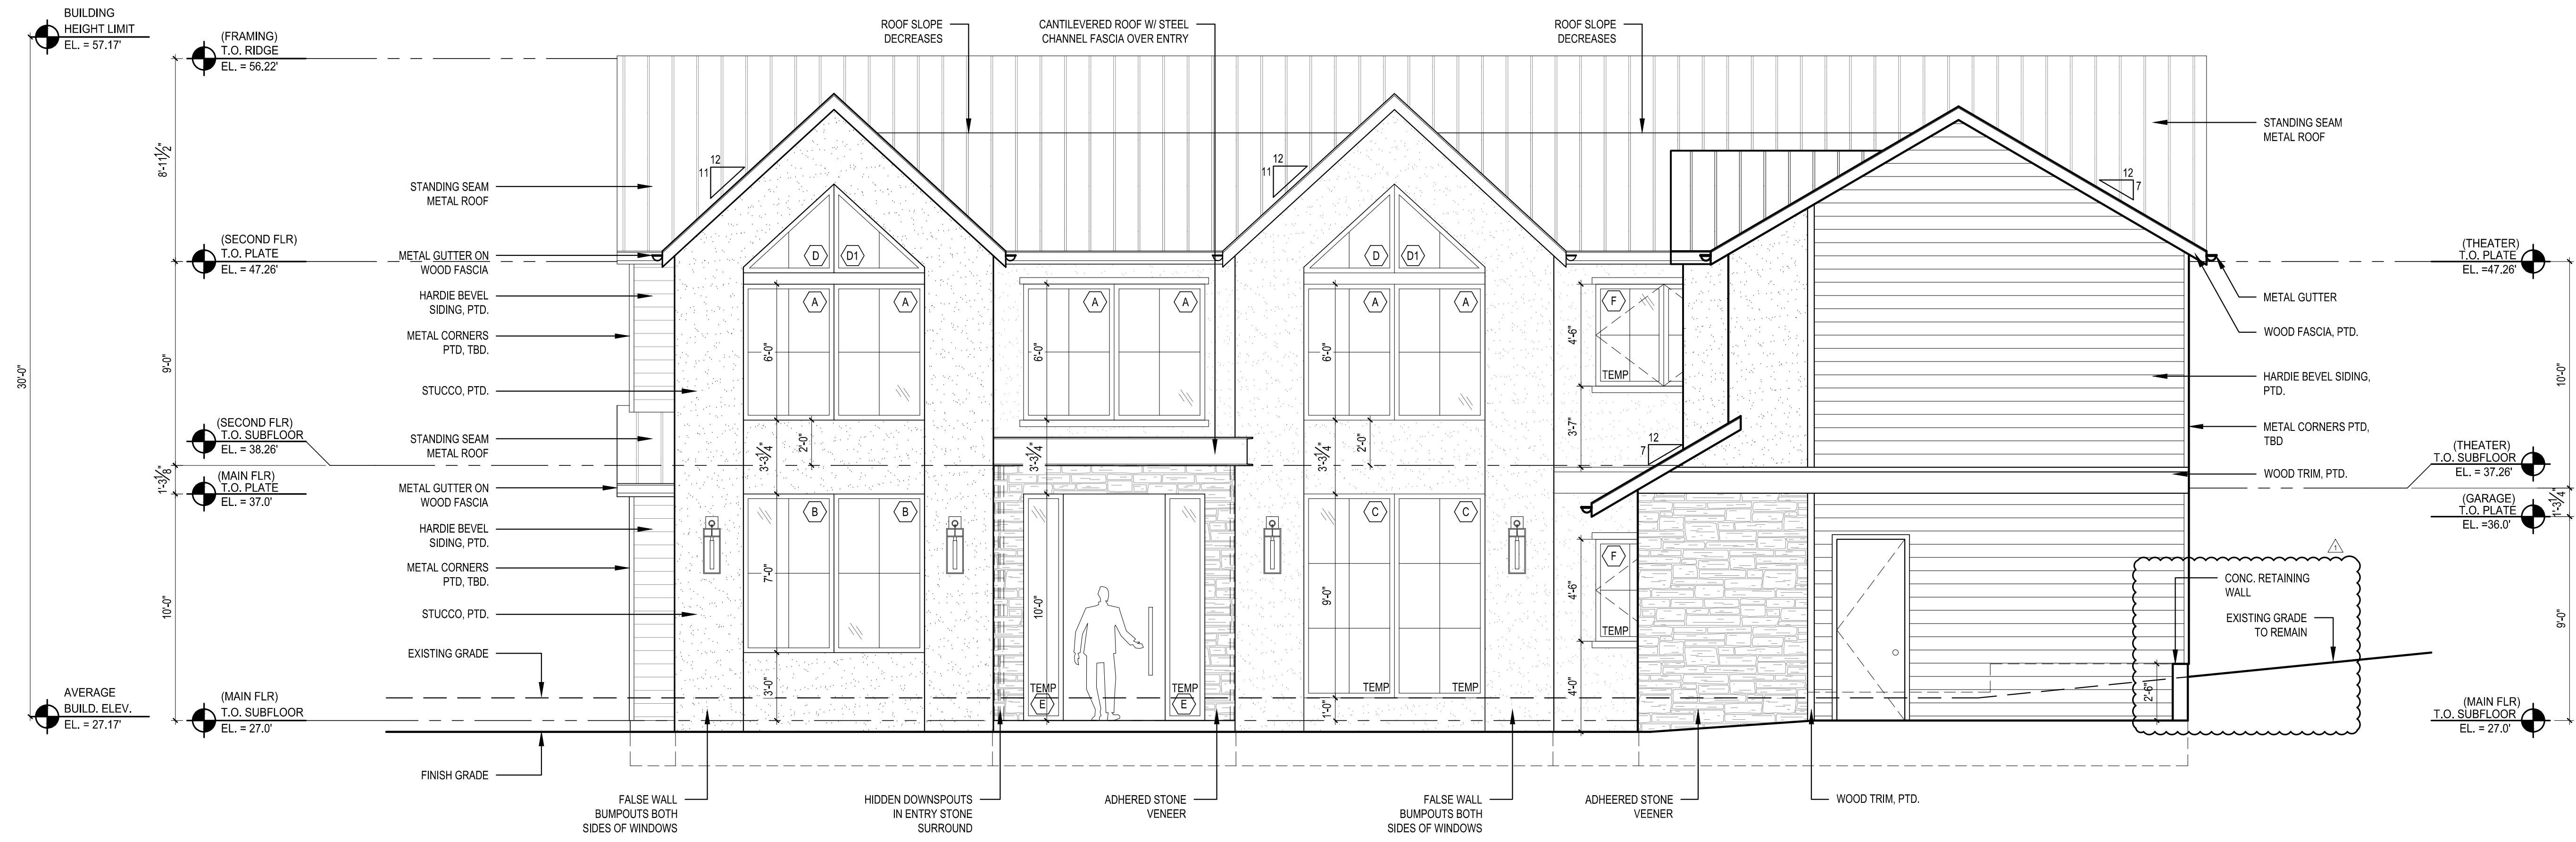 BUILDING
HEIGHT LIMIT
EL. = 57.17'
(FRAMING)
T.O. RIDGE
EL. = 56.22'
(SECOND FLR)
T.O. PLATE
EL. = 47.26'
(SECOND FLR)
T.O. SUBFLOOR
EL. = 38.26'
(MAIN FLR)
T.O. PLATE
EL. = 37.0'
AVERAGE
BUILD. ELEV.
EL. = 27.17'
(MAIN FLR)
T.O. SUBFLOOR
EL. = 27.0'
30'-0"
8'-11 1/2"
9'-0"
1'-3 1/8"
10'-0"
ROOF SLOPE
DECREASES
CANTILEVERED ROOF W/ STEEL
CHANNEL FASCIA OVER ENTRY
ROOF SLOPE
DECREASES
STANDING SEAM
METAL ROOF
METAL GUTTER ON
WOOD FASCIA
HARDIE BEVEL
SIDING, PTD.
METAL CORNERS
PTD, TBD.
STUCCO, PTD.
STANDING SEAM
METAL ROOF
METAL GUTTER ON
WOOD FASCIA
HARDIE BEVEL
SIDING, PTD.
METAL CORNERS
PTD, TBD.
STUCCO, PTD.
EXISTING GRADE
FINISH GRADE
12
11
12
11
12
7
12
7
D
D1
D
D1
A
A
A
A
A
A
F
6'-0"
6'-0"
6'-0"
4'-6"
TEMP
3'-3 1/4"
2'-0"
3'-3 1/4"
3'-3 1/4"
2'-0"
3'-7"
B
B
C
C
F
7'-0"
10'-0"
9'-0"
4'-6"
TEMP
3'-0"
TEMP
E
TEMP
E
TEMP
TEMP
1'-0"
4'-0"
2'-6"
FALSE WALL
BUMPOUTS BOTH
SIDES OF WINDOWS
HIDDEN DOWNSPOUTS
IN ENTRY STONE
SURROUND
ADHERED STONE
VENEER
FALSE WALL
BUMPOUTS BOTH
SIDES OF WINDOWS
ADHEERED STONE
VEENER
WOOD TRIM, PTD.
STANDING SEAM
METAL ROOF
METAL GUTTER
WOOD FASCIA, PTD.
HARDIE BEVEL SIDING,
PTD.
METAL CORNERS PTD,
TBD
WOOD TRIM, PTD.
1
CONC. RETAINING
WALL
EXISTING GRADE
TO REMAIN
(THEATER)
T.O. PLATE
EL. =47.26'
(THEATER)
T.O. SUBFLOOR
EL. = 37.26'
(GARAGE)
T.O. PLATE
EL. =36.0'
(MAIN FLR)
T.O. SUBFLOOR
EL. = 27.0'
10'-0"
1'-3 1/4"
9'-0"